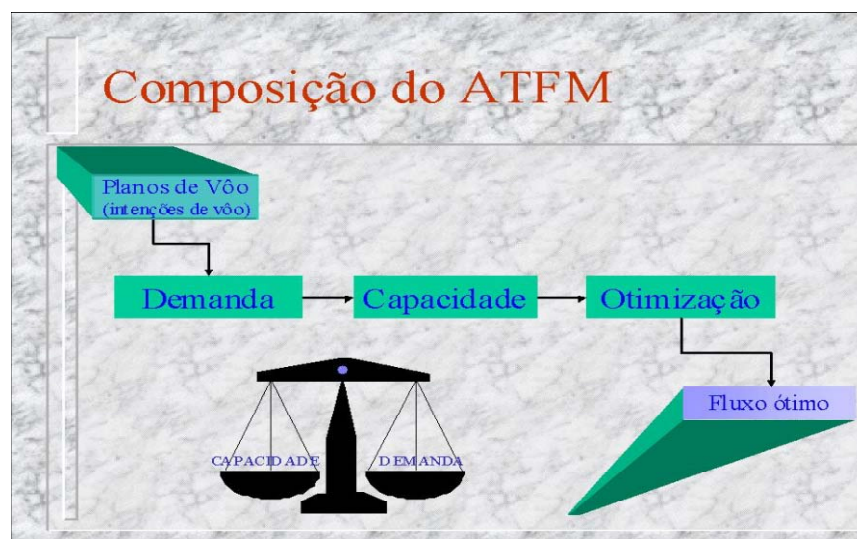 Composição do ATFM
Planos de Vôo
(intenções de vôo)
Demanda
Capacidade
Otimização
Fluxo ótimo
CAPACIDADE
DEMANDA